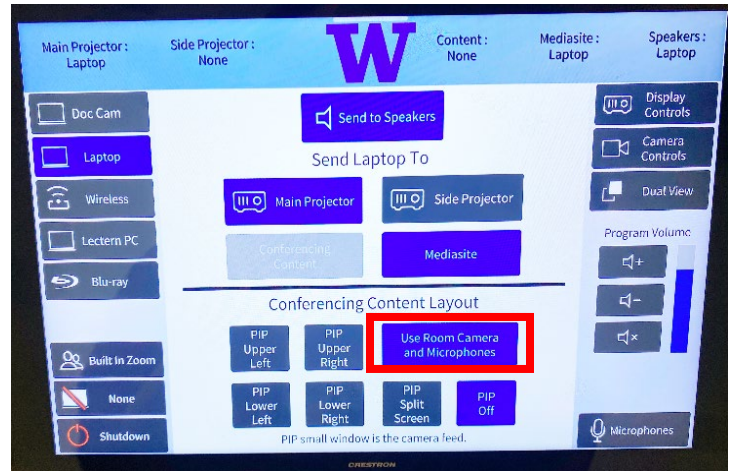 Main Projector :
Laptop
Side Projector :
None
W
Content :
None
Mediasite :
Laptop
Speakers :
Laptop
Doc Cam
Laptop
Wireless
Lectern PC
Blu-ray
Built In Zoom
None
Shutdown
Send to Speakers
Send Laptop To
Main Projector
Side Projector
Conferencing
Content
Mediasite
Conferencing Content Layout
PIP
Upper
Left
PIP
Upper
Right
Use Room Camera
and Microphones
PIP
Lower
Left
PIP
Lower
Right
PIP
Split
Screen
PIP
Off
PIP small window is the camera feed.
Display
Controls
Camera
Controls
Dual View
Program Volume
+
−
×
Microphones
CRESTRON